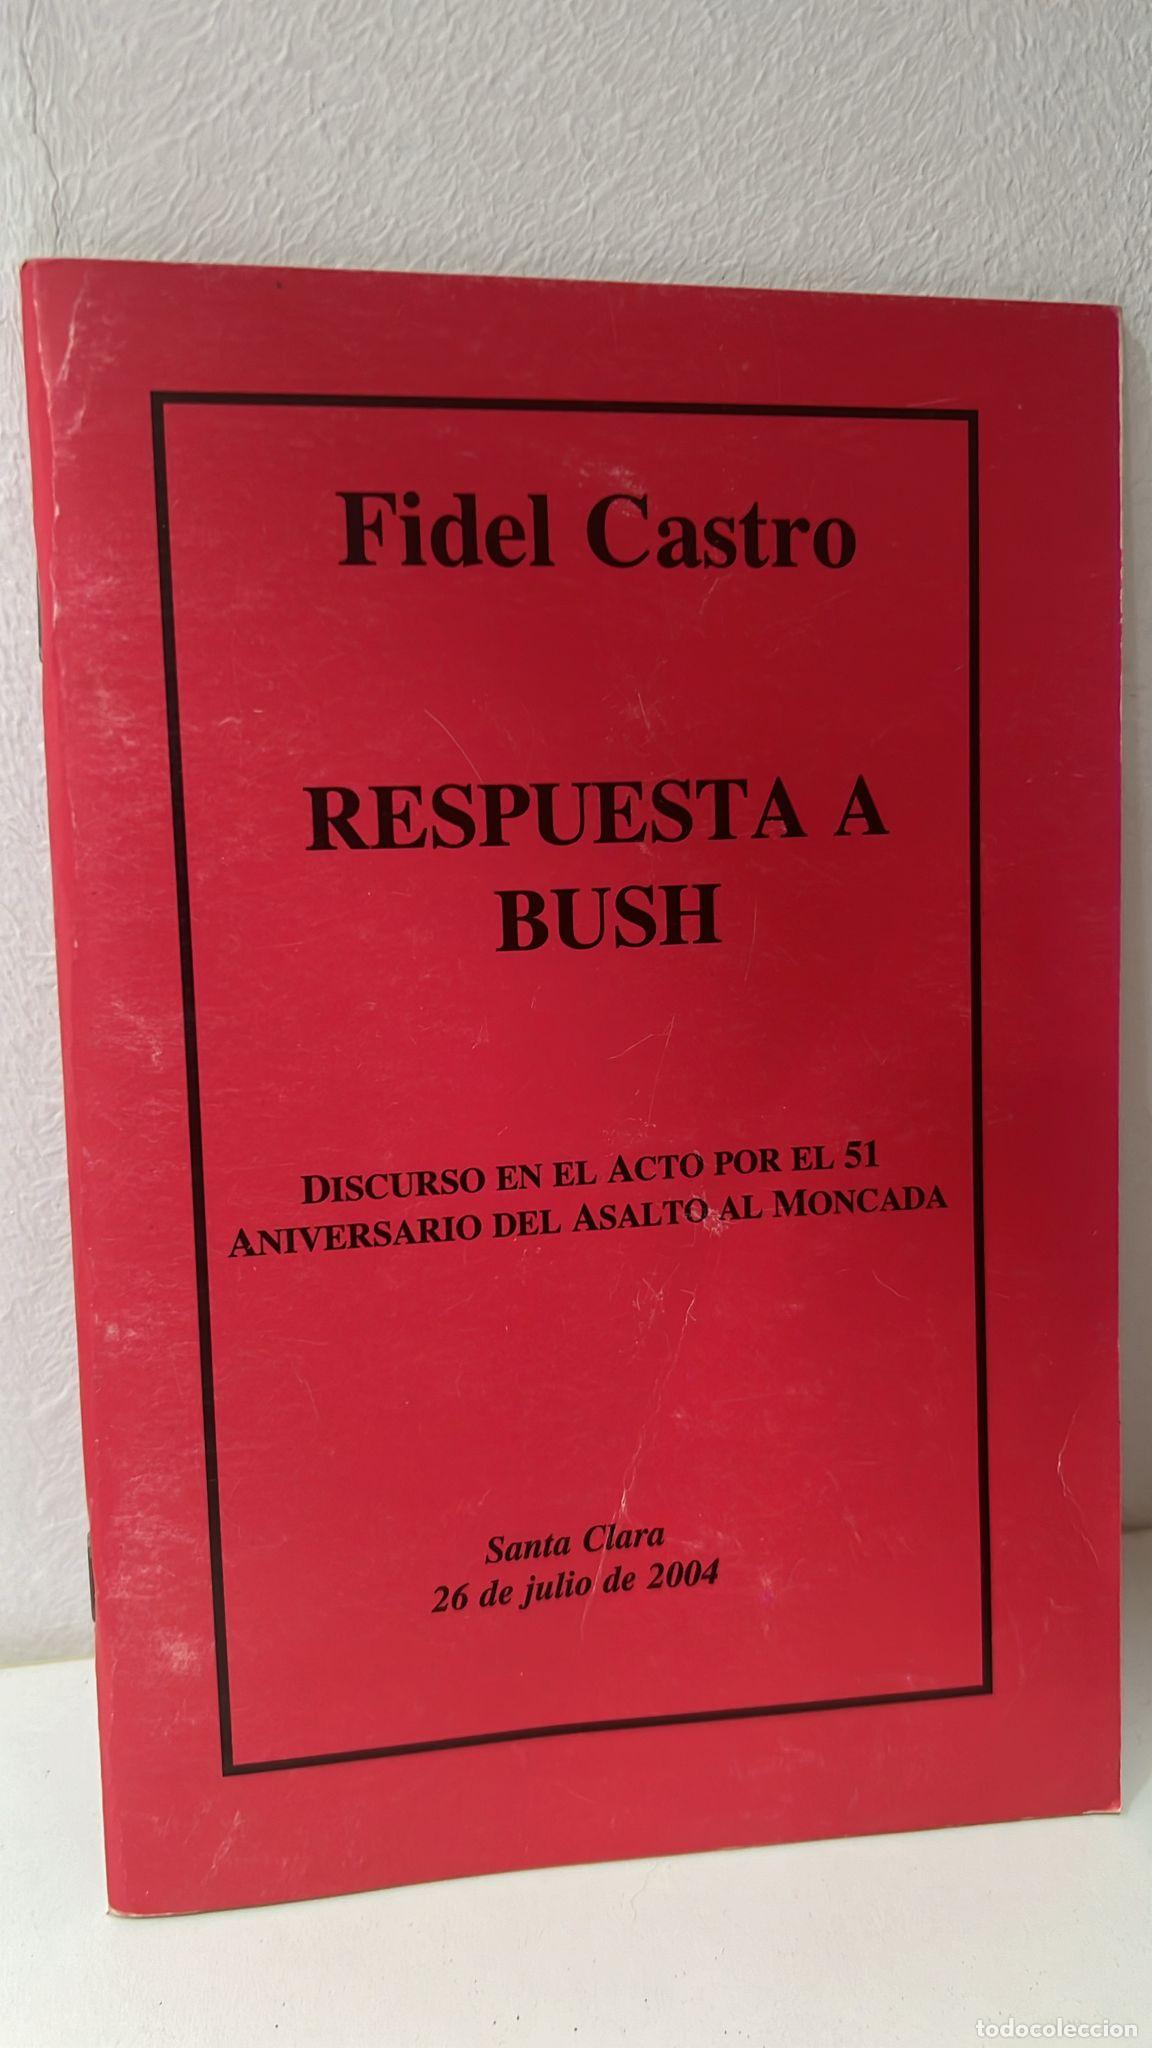 Fidel Castro
RESPUESTA A
BUSH
DISCURSO EN EL ACTO POR EL 51
ANIVERSARIO DEL ASALTO AL MONCADA
Santa Clara
26 de julio de 2004
todocoleccion